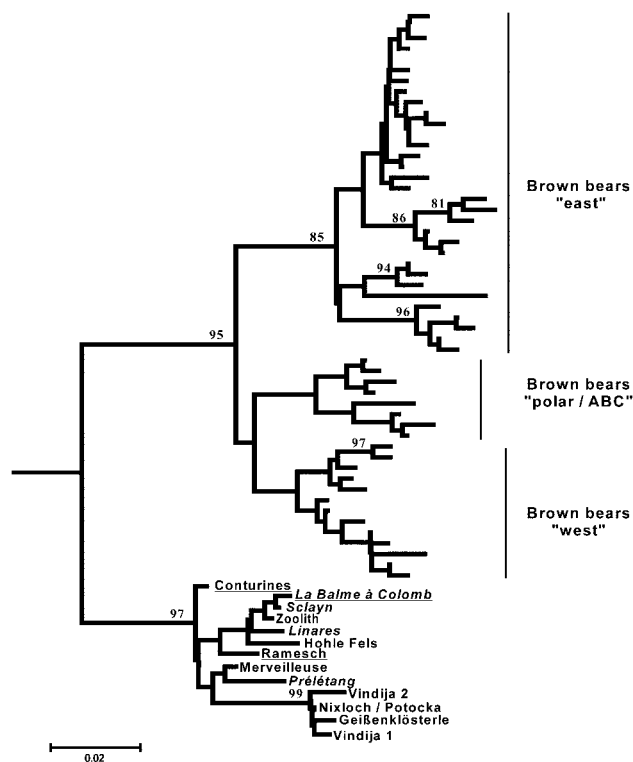 81
Brown bears
"east"
86
85
94
96
95
Brown bears
"polar / ABC"
97
Brown bears
"west"
Conturines
La Balme à Colomb
97
Sclayn
Zoolith
Linares
Hohle Fels
Ramesch
Merveilleuse
Prélétang
99
Vindija 2
Nixloch / Potocka
Geißenklösterle
Vindija 1
0.02